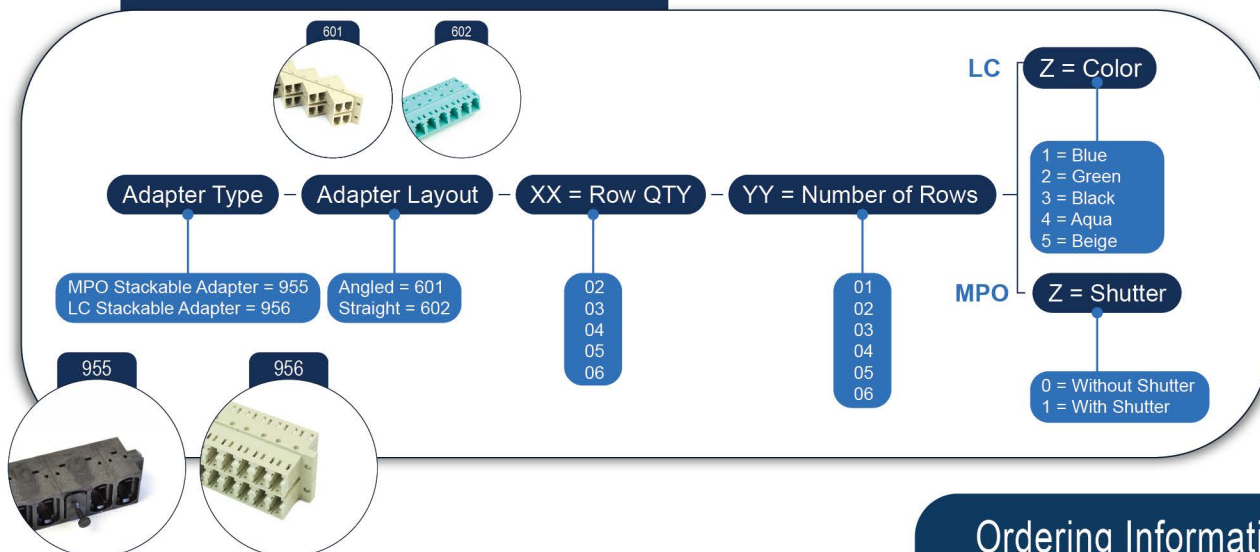 601
602
LC
Z = Color
1 = Blue
2 = Green
3 = Black
4 = Aqua
5 = Beige
Adapter Type – Adapter Layout – XX = Row QTY – YY = Number of Rows
MPO Stackable Adapter = 955
LC Stackable Adapter = 956
Angled = 601
Straight = 602
02
03
04
05
06
01
02
03
04
05
06
MPO
Z = Shutter
0 = Without Shutter
1 = With Shutter
955
956
Ordering Informati